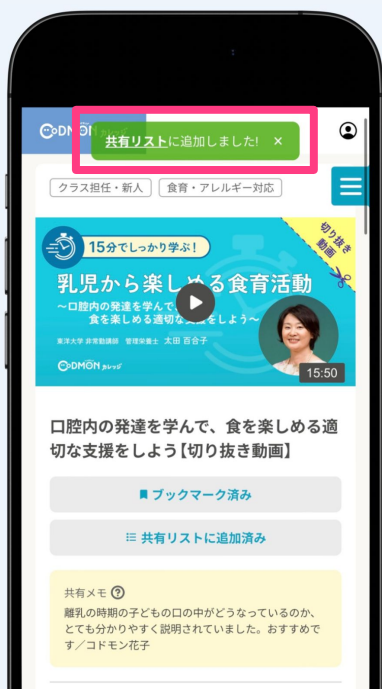 CODMON
共有リストに追加しました! ×
クラス担任・新人 食育・アレルギー対応
切り抜き
動画
15分でしっかり学ぶ!
乳児から楽しめる食育活動
〜口腔内の発達を学んで、
食を楽しめる適切な支援をしよう〜
東洋大学 非常勤講師 管理栄養士 太田 百合子
CODMON カレッジ
15:50
口腔内の発達を学んで、食を楽しめる適
切な支援をしよう【切り抜き動画】
ブックマーク済み
共有リストに追加済み
共有メモ ?
離乳の時期の子どもの口の中がどうなっているのか、
とても分かりやすく説明されていました。おすすめで
す／コドモン花子